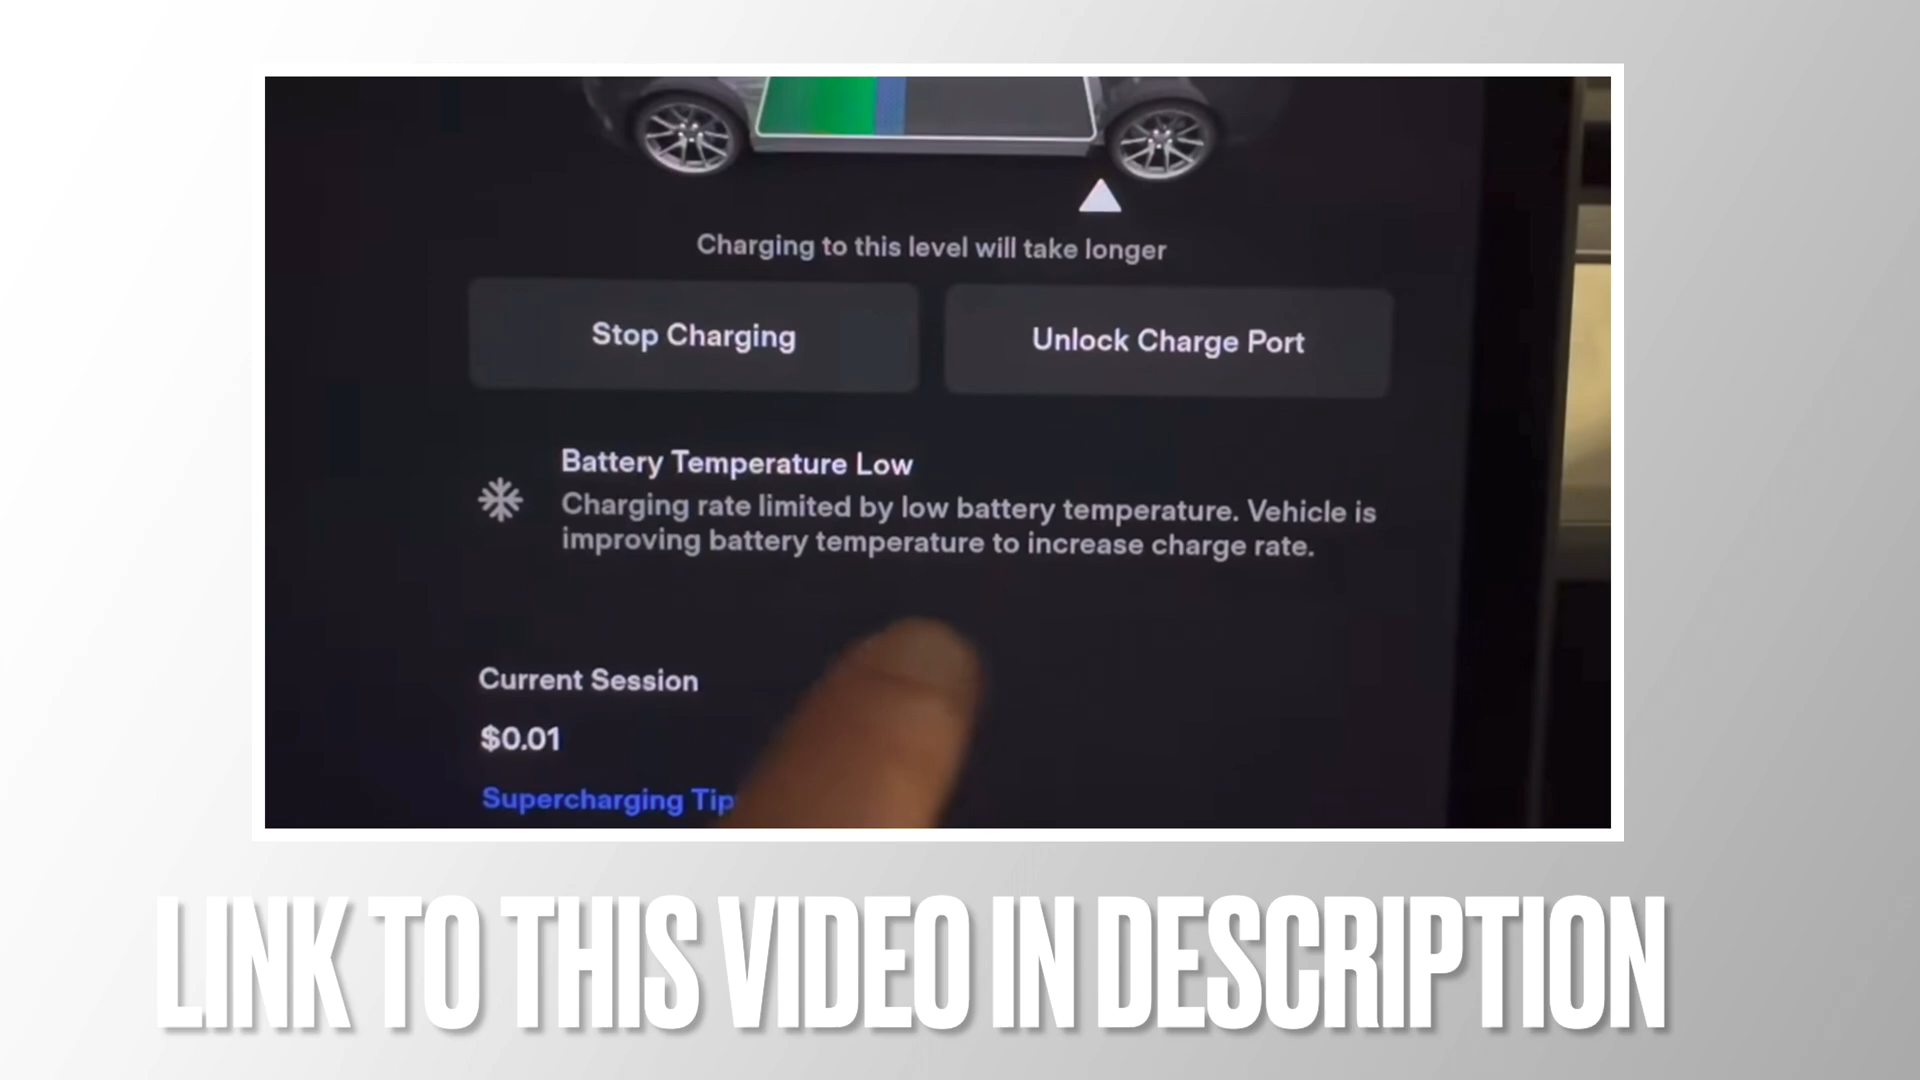 Charging to this level will take longer
Stop Charging
Unlock Charge Port
Battery Temperature Low
Charging rate limited by low battery temperature. Vehicle is
improving battery temperature to increase charge rate.
Current Session
$0.01
Supercharging Tip
LINK TO THIS VIDEO IN DESCRIPTION